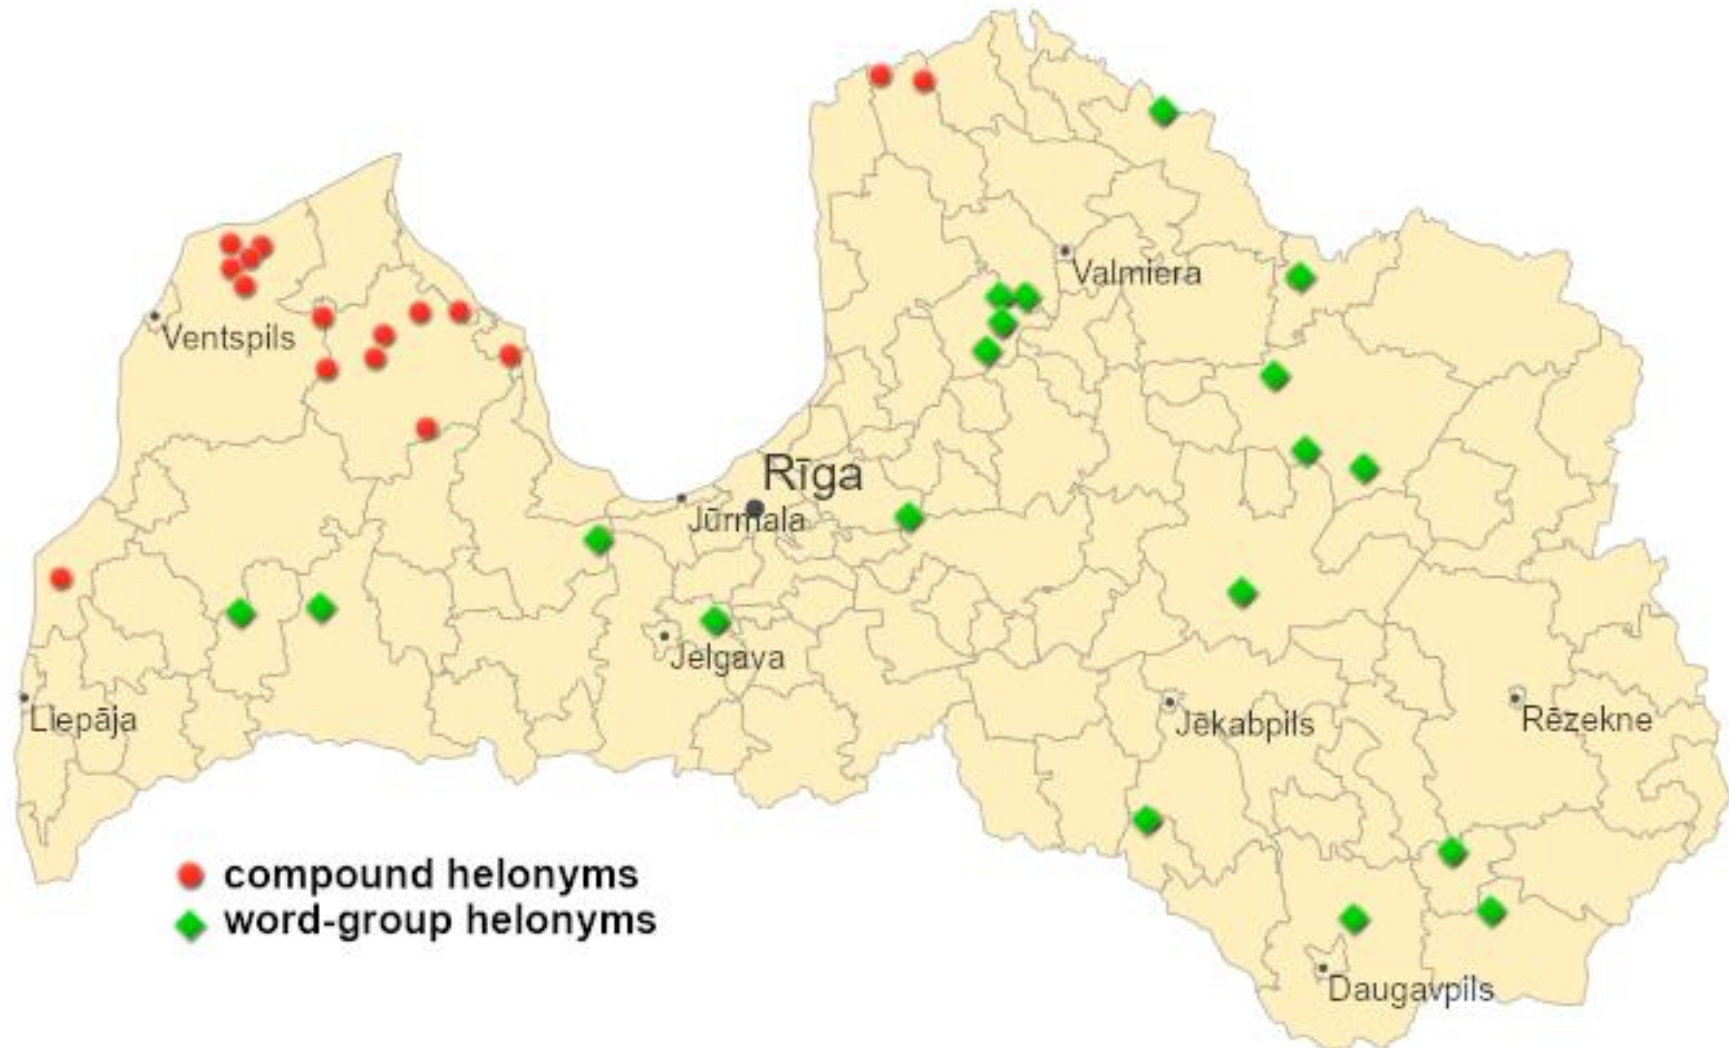 Valmiera
Ventspils
Rīga
Jūrmala
Jelgava
Liepāja
Jēkabpils
Rēzekne
compound helonyms
word-group helonyms
Daugavpils